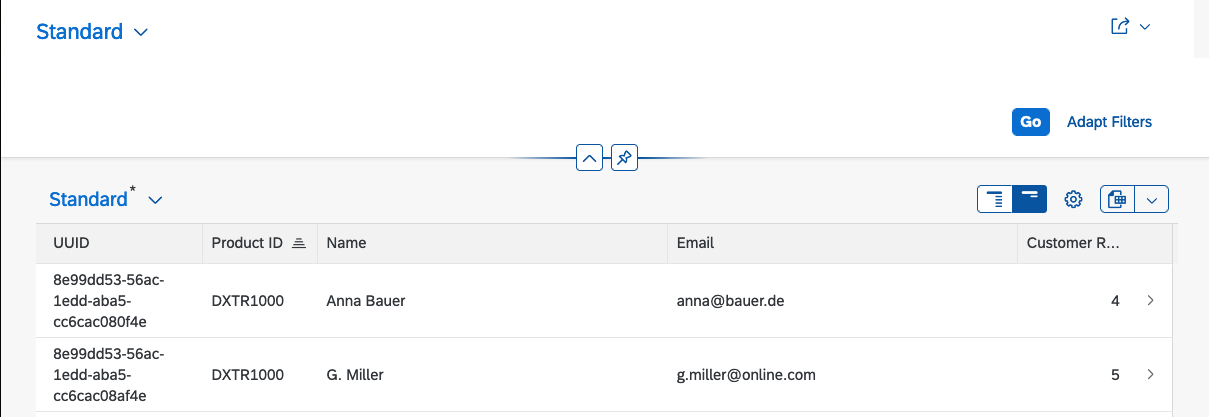 Standard
Go Adapt Filters
Standard*
UUID Product ID Name Email Customer R...
8e99dd53-56ac-
1edd-aba5-
cc6cac080f4e
DXTR1000 Anna Bauer anna@bauer.de 4
8e99dd53-56ac-
1edd-aba5-
cc6cac08af4e
DXTR1000 G. Miller g.miller@online.com 5